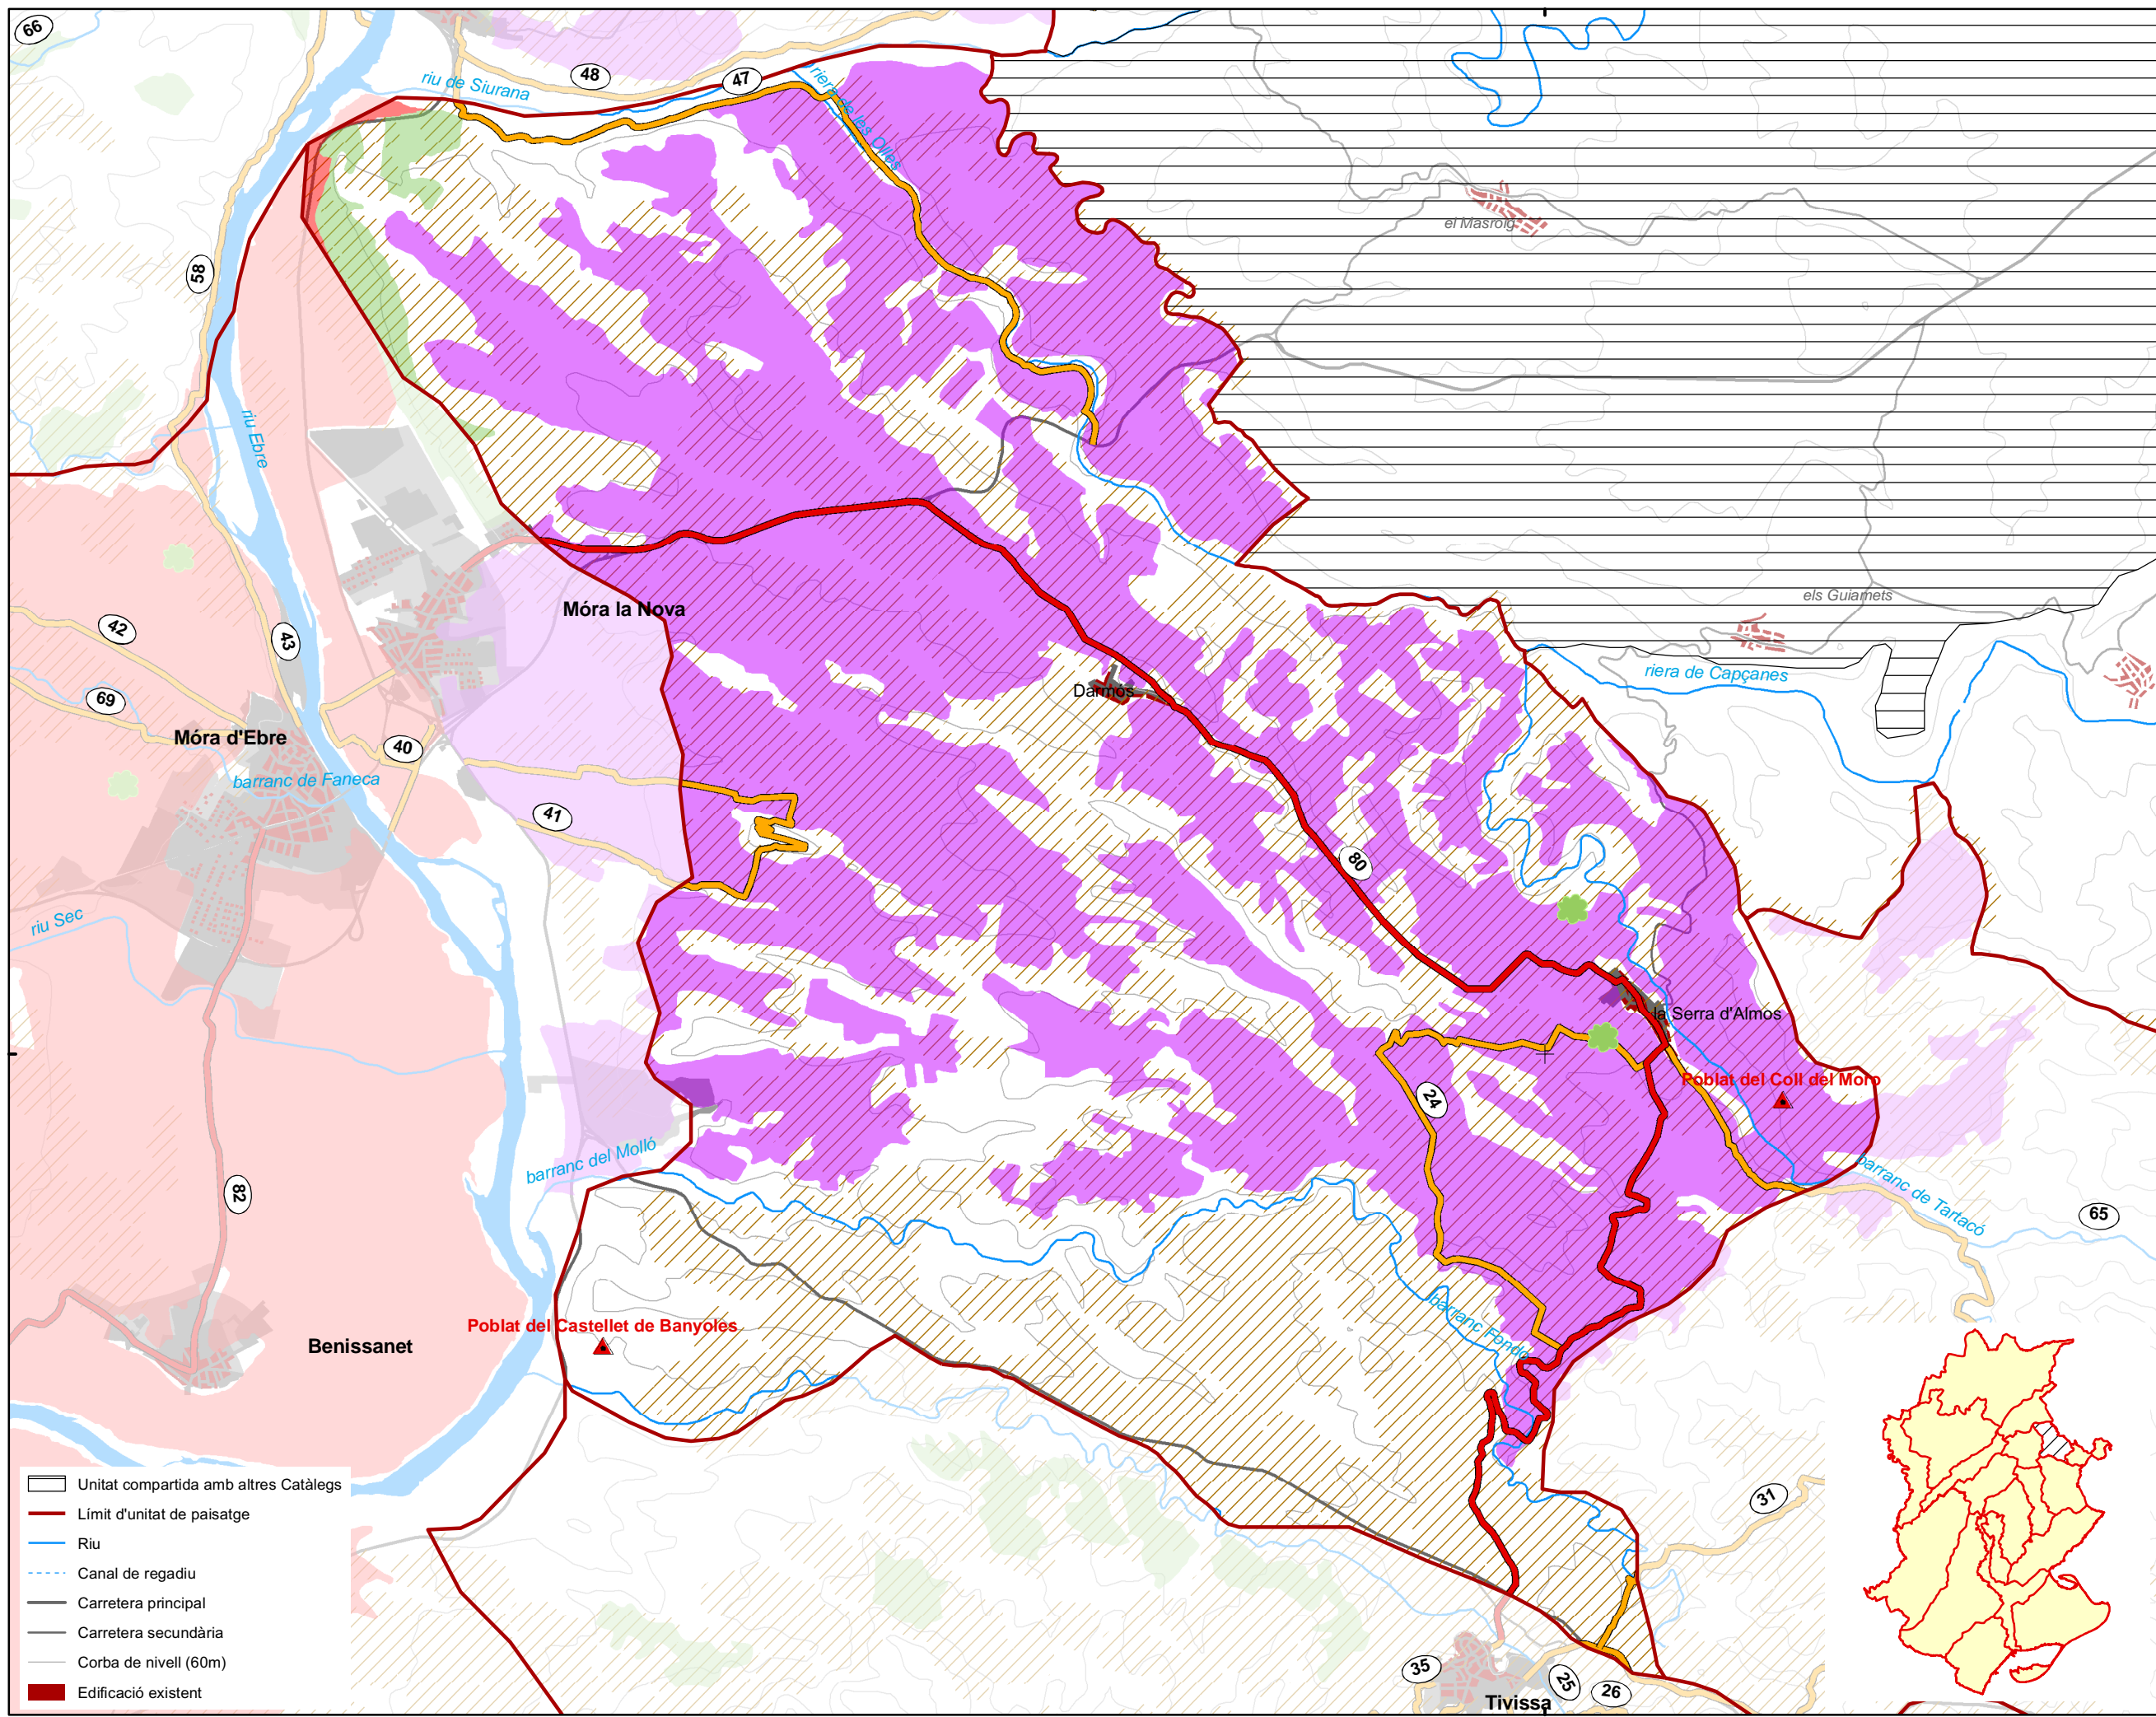 66
48
47
riu de Siurana
riera de les Olles
el Masroig
58
riu Ebre
els Guiamets
Móra la Nova
42
43
riera de Capçanes
Darmós
69
Móra d'Ebre
40
barranc de Faneca
41
80
riu Sec
la Serra d'Almos
Poblat del Coll del Moro
24
barranc del Molló
barranc de Tartacó
82
65
Poblat del Castellet de Banyoles
Benissanet
barranc Fondo
31
35
25
26
Tivissa
Unitat compartida amb altres Catàlegs
Límit d'unitat de paisatge
Riu
Canal de regadiu
Carretera principal
Carretera secundària
Corba de nivell (60m)
Edificació existent